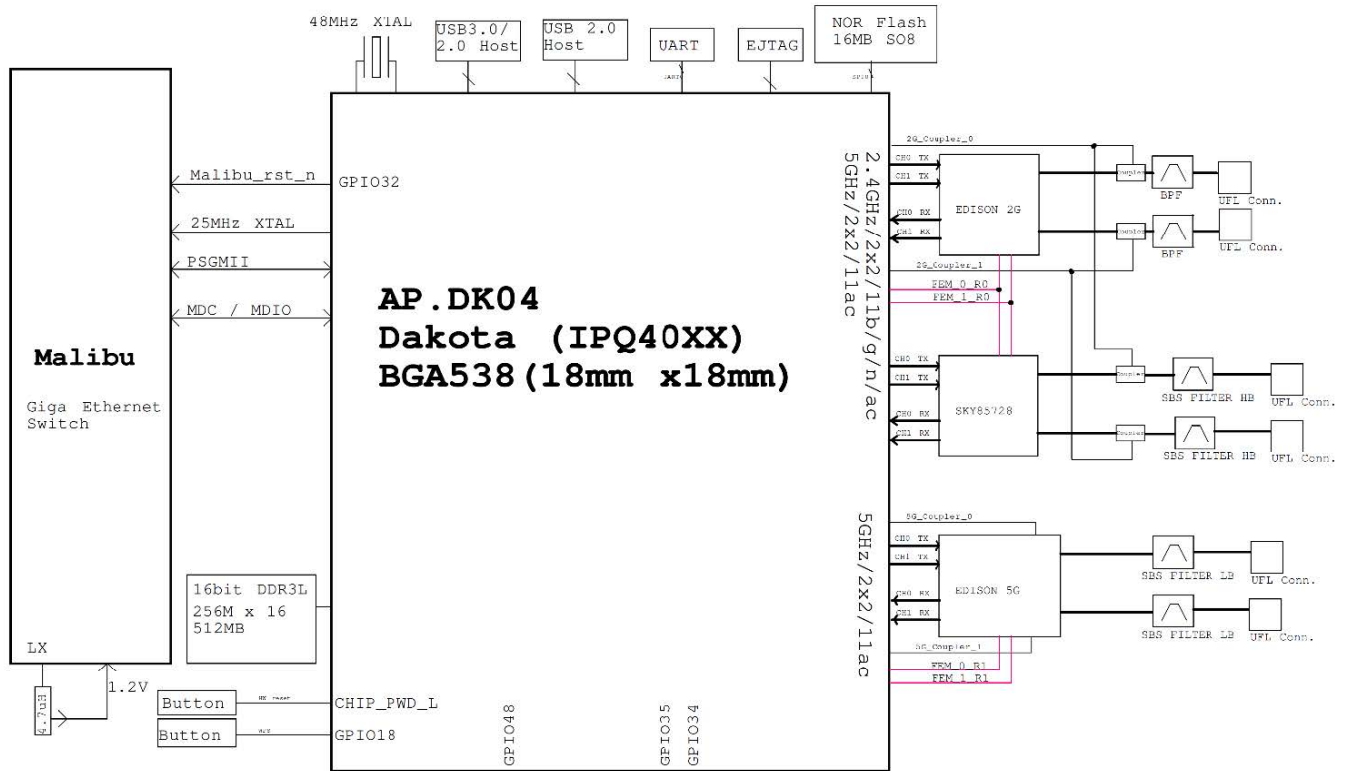 48MHz XTAL
USB3.0/
2.0 Host
USB 2.0
Host
UART
EJTAG
NOR Flash
16MB SO8
Malibu_rst_n
GPIO32
25MHz XTAL
PSGMII
MDC / MDIO
Malibu
Giga Ethernet
Switch
LX
1.2V
4.7uH
AP.DK04
Dakota (IPQ40XX)
BGA538(18mm x18mm)
16bit DDR3L
256M x 16
512MB
Button
CHIP_PWD_L
Button
GPIO18
GPIO48
GPIO35
GPIO34
2.4GHz/2x2/11b/g/n/ac
5GHz/2x2/11ac
2G_Coupler_0
CH0 TX
CH1 TX
EDISON 2G
CH0 RX
CH1 RX
2G_Coupler_1
FEM_0_R0
FEM_1_R0
Coupler
BPF
UFL Conn.
Coupler
BPF
UFL Conn.
CH0 TX
CH1 TX
SKY85728
CH0 RX
CH1 RX
Coupler
SBS FILTER HB
UFL Conn.
Coupler
SBS FILTER HB
UFL Conn.
5GHz/2x2/11ac
5G_Coupler_0
CH0 TX
CH1 TX
EDISON 5G
CH0 RX
CH1 RX
5G_Coupler_1
FEM_0_R1
FEM_1_R1
SBS FILTER LB
UFL Conn.
SBS FILTER LB
UFL Conn.